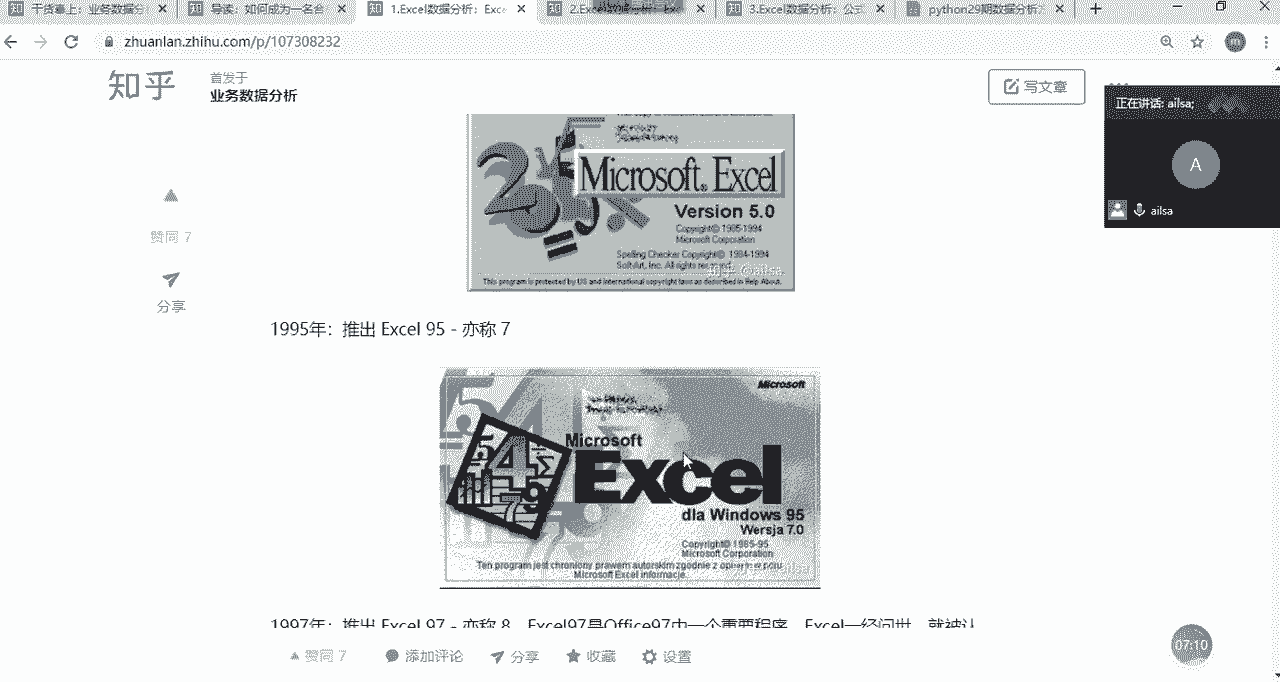 干货奉上：业务数据分
导读：如何成为一名合
1.Excel数据分析：Exce
3.Excel数据分析：公式
python29期数据分析
zhuanlan.zhihu.com/p/107308232
知乎
首发于
业务数据分析
写文章
正在讲话: ailsa;
A
ailsa
赞同 7
分享
Microsoft Excel
Version 5.0
Copyright© 1985-1994
Microsoft Corporation
Spelling Checker Copyright© 1984-1994
Soft-Art, Inc. All rights reserved.
知乎 @ailsa
This program is protected by US and international copyright laws as described in Help About.
1995年：推出 Excel 95 - 亦称 7
Microsoft
Microsoft
Excel
dla Windows 95
Wersja 7.0
Copyright© 1985-95
Microsoft Corporation
Ten program jest chroniony prawem autorskim zgodnie z
Microsoft Excel informacje.
1997年：推出 Excel 97 - 亦称 8，Excel97是Office97中一个重要程序，Excel一经问世，就被认
赞同 7
添加评论
分享
收藏
设置
07:10